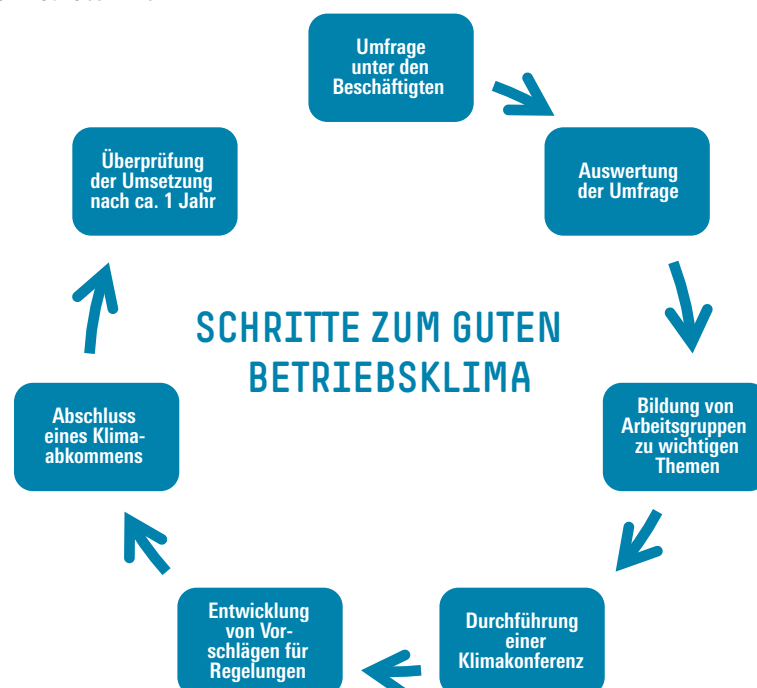 Umfrage
unter den
Beschäftigten
Auswertung
der Umfrage
Bildung von
Arbeitsgruppen
zu wichtigen
Themen
Durchführung
einer
Klimakonferenz
Entwicklung
von Vor-
schlägen für
Regelungen
Abschluss
eines Klima-
abkommens
Überprüfung
der Umsetzung
nach ca. 1 Jahr
SCHRITTE ZUM GUTEN
BETRIEBSKLIMA